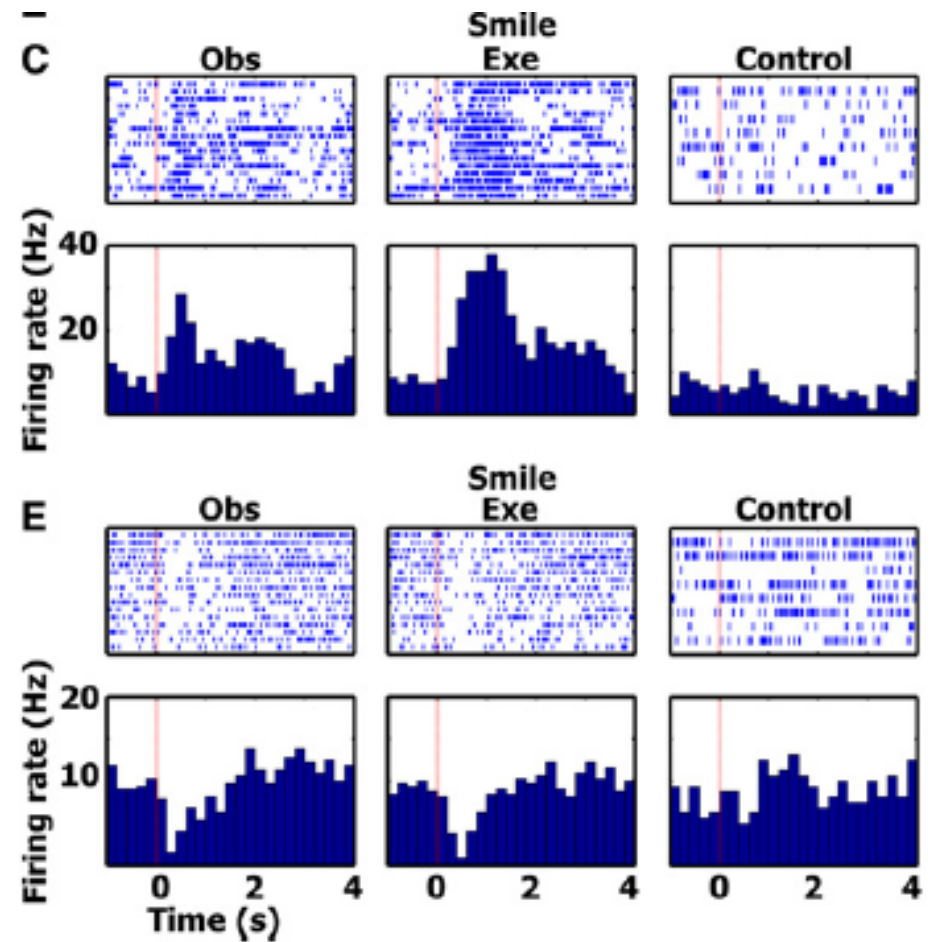 Smile
C Obs Exe Control
Firing rate (Hz)
40
20
Smile
E Obs Exe Control
Firing rate (Hz)
20
10
0 2 4 0 2 4 0 2 4
Time (s)